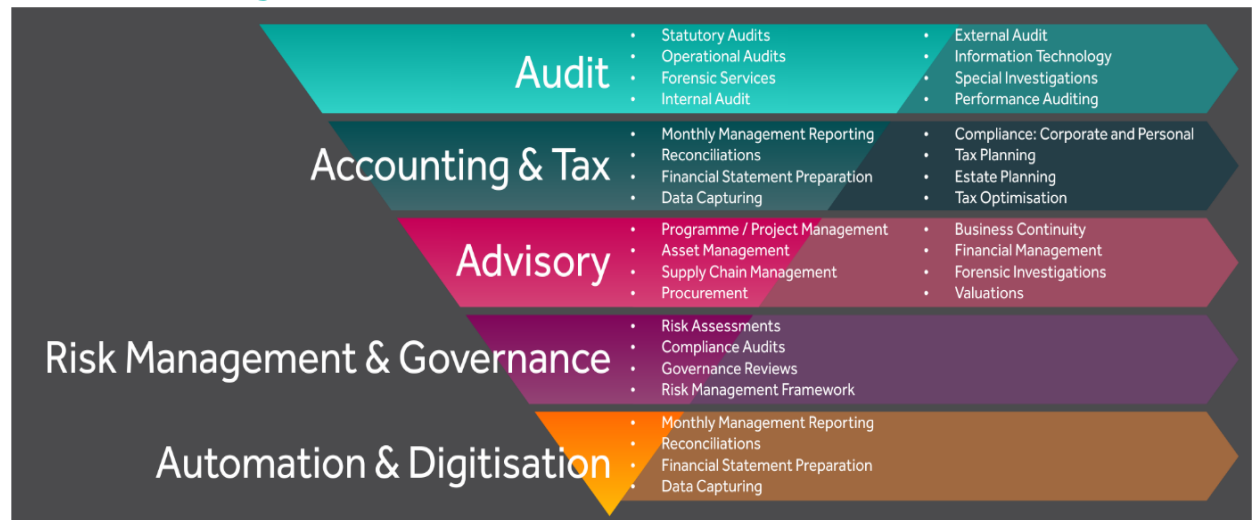 Audit
• Statutory Audits
• Operational Audits
• Forensic Services
• Internal Audit
• External Audit
• Information Technology
• Special Investigations
• Performance Auditing
Accounting & Tax
• Monthly Management Reporting
• Reconciliations
• Financial Statement Preparation
• Data Capturing
• Compliance: Corporate and Personal
• Tax Planning
• Estate Planning
• Tax Optimisation
Advisory
• Programme / Project Management
• Asset Management
• Supply Chain Management
• Procurement
• Business Continuity
• Financial Management
• Forensic Investigations
• Valuations
Risk Management & Governance
• Risk Assessments
• Compliance Audits
• Governance Reviews
• Risk Management Framework
Automation & Digitisation
• Monthly Management Reporting
• Reconciliations
• Financial Statement Preparation
• Data Capturing